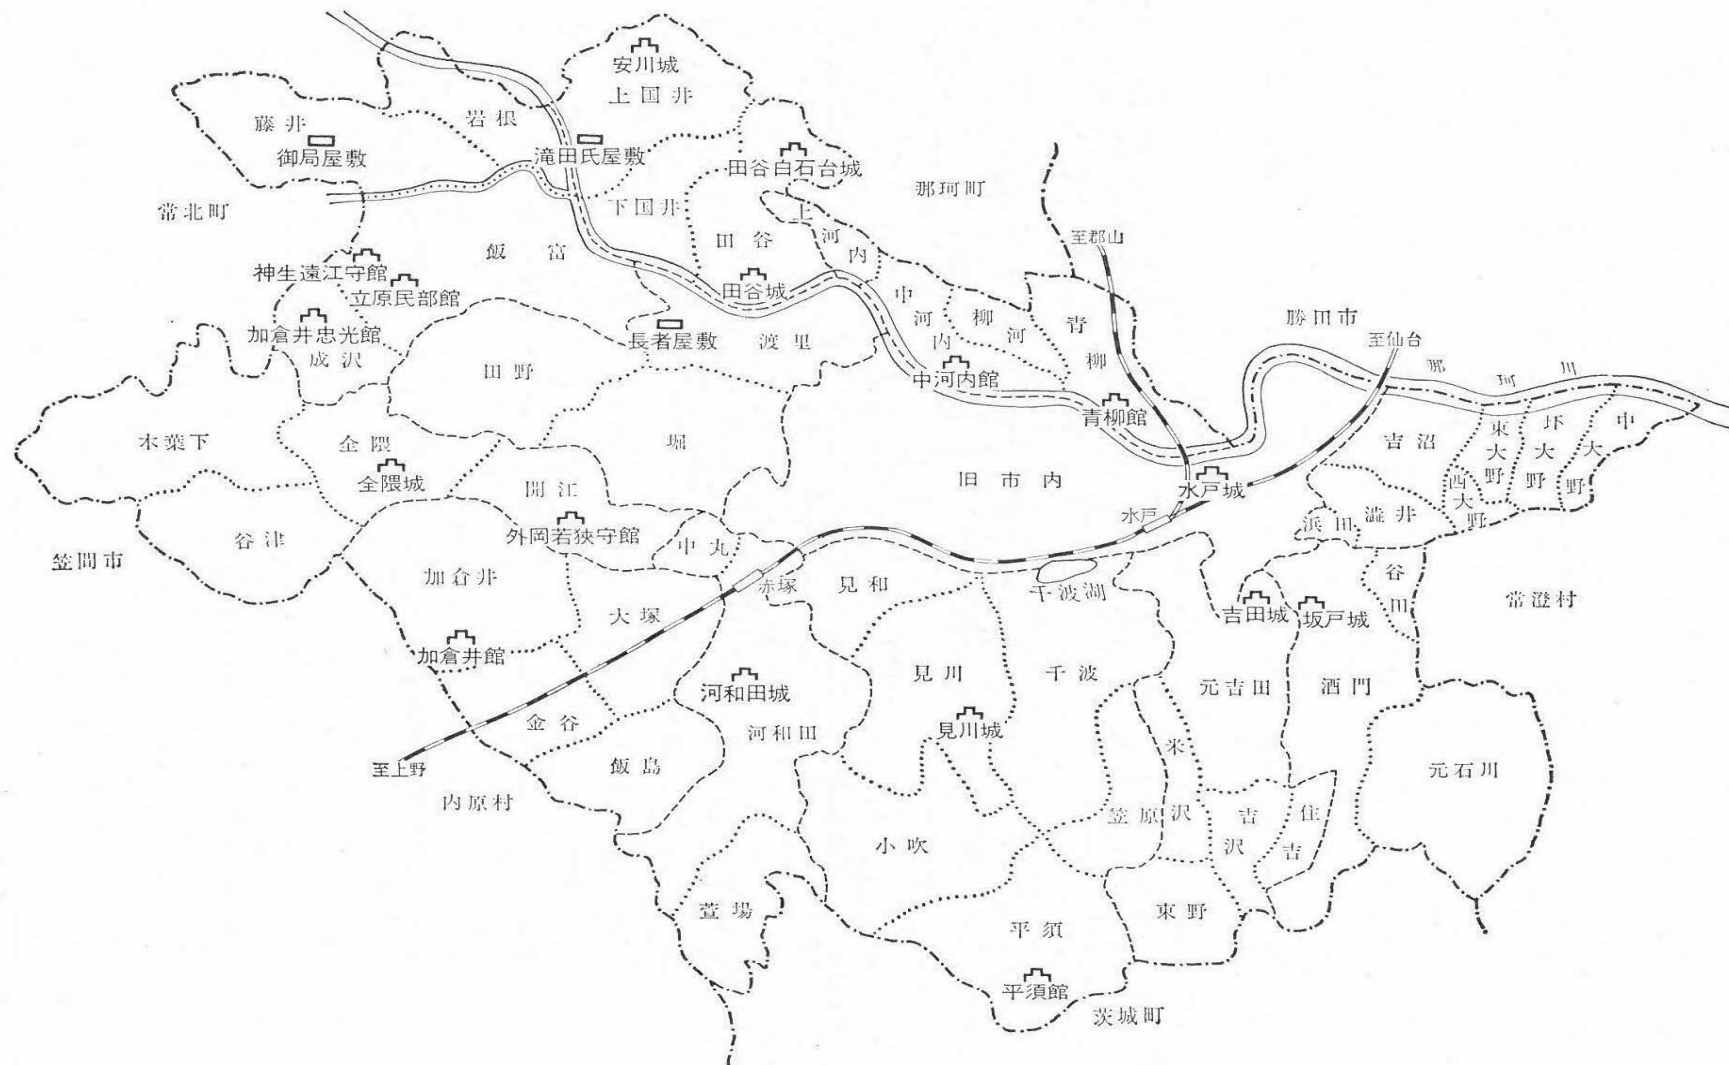 安川城
上国井
岩根
藤井
御局屋敷
滝田氏屋敷
田谷白石台城
那珂町
常北町
下国井
上河内
田谷
飯富
至郡山
神生遠江守館
立原民部館
田谷城
加倉井忠光館
成沢
長者屋敷
渡里
中河内
柳河
青柳
勝田市
至仙台
那珂川
田野
中河内館
青柳館
木葉下
全隈
全隈城
堀
旧市内
水戸城
水戸
吉沼
東大野
西大野
圷大野
中大野
開江
外岡若狭守館
中丸
浜田
澁井
谷津
笠間市
加倉井
加倉井館
大塚
赤塚
見和
千波湖
吉田城
坂戸城
谷田
常澄村
河和田城
河和田
見川
見川城
千波
元吉田
酒門
金谷
飯島
至上野
内原村
米沢
笠原
吉沢
住吉
元石川
小吹
萱場
平須
東野
平須館
茨城町